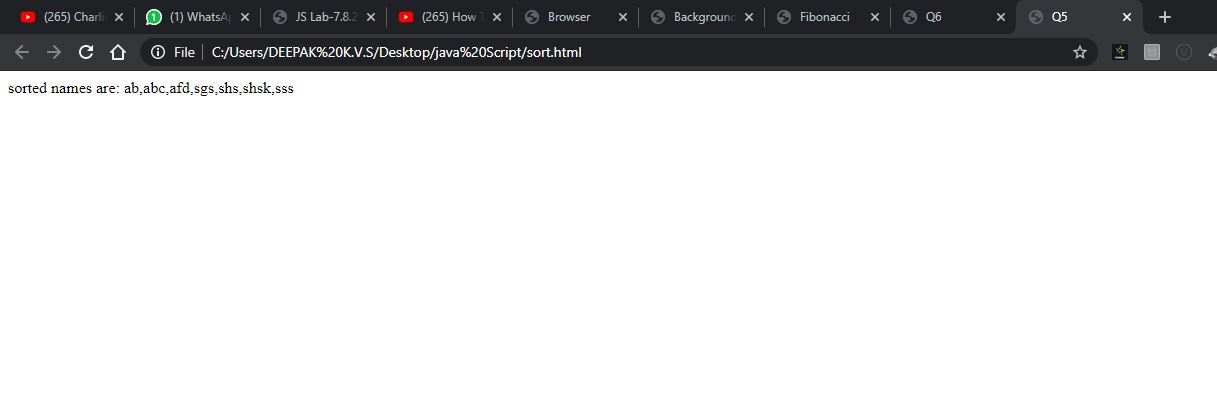 (265) Charli
(1) WhatsAp
JS Lab-7.8.2
(265) How T
Browser
Background
Fibonacci
Q6
Q5
File C:/Users/DEEPAK%20K.V.S/Desktop/java%20Script/sort.html
sorted names are: ab,abc,afd,sgs,shs,shsk,sss